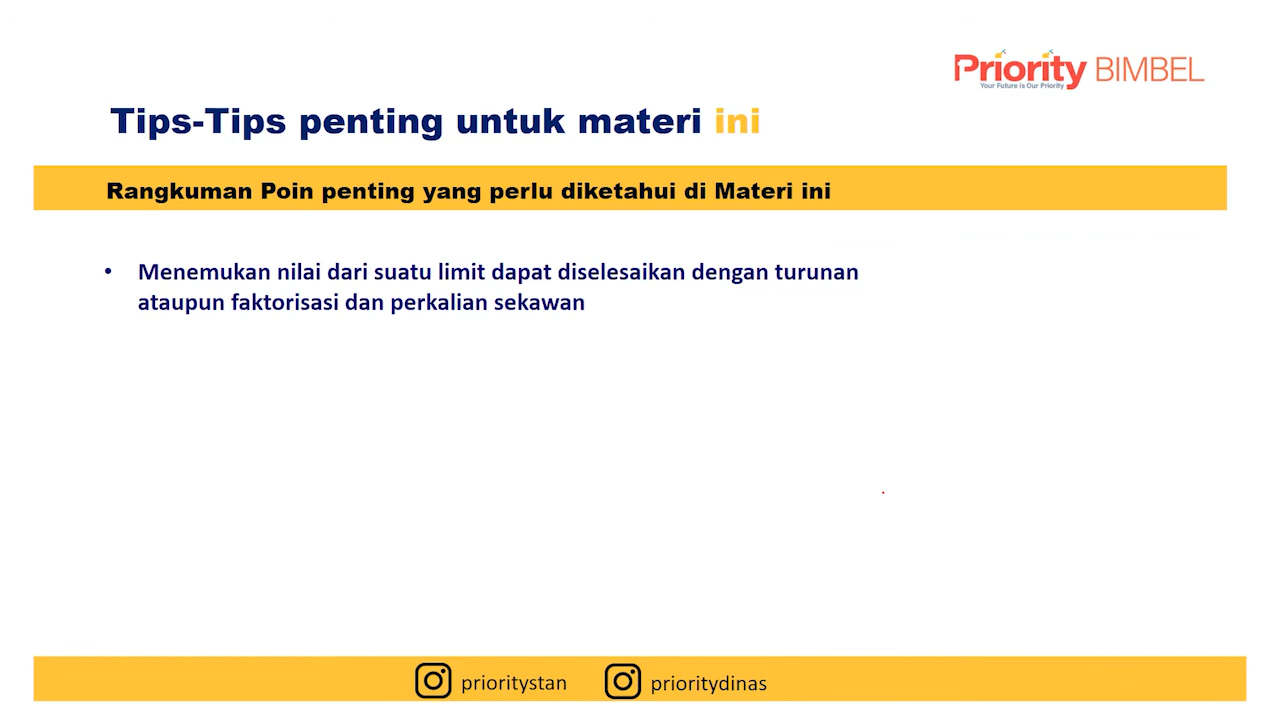 Priority BIMBEL
Your Future is Our Priority
Tips-Tips penting untuk materi ini
Rangkuman Poin penting yang perlu diketahui di Materi ini
• Menemukan nilai dari suatu limit dapat diselesaikan dengan turunan
ataupun faktorisasi dan perkalian sekawan
prioritystan prioritydinas